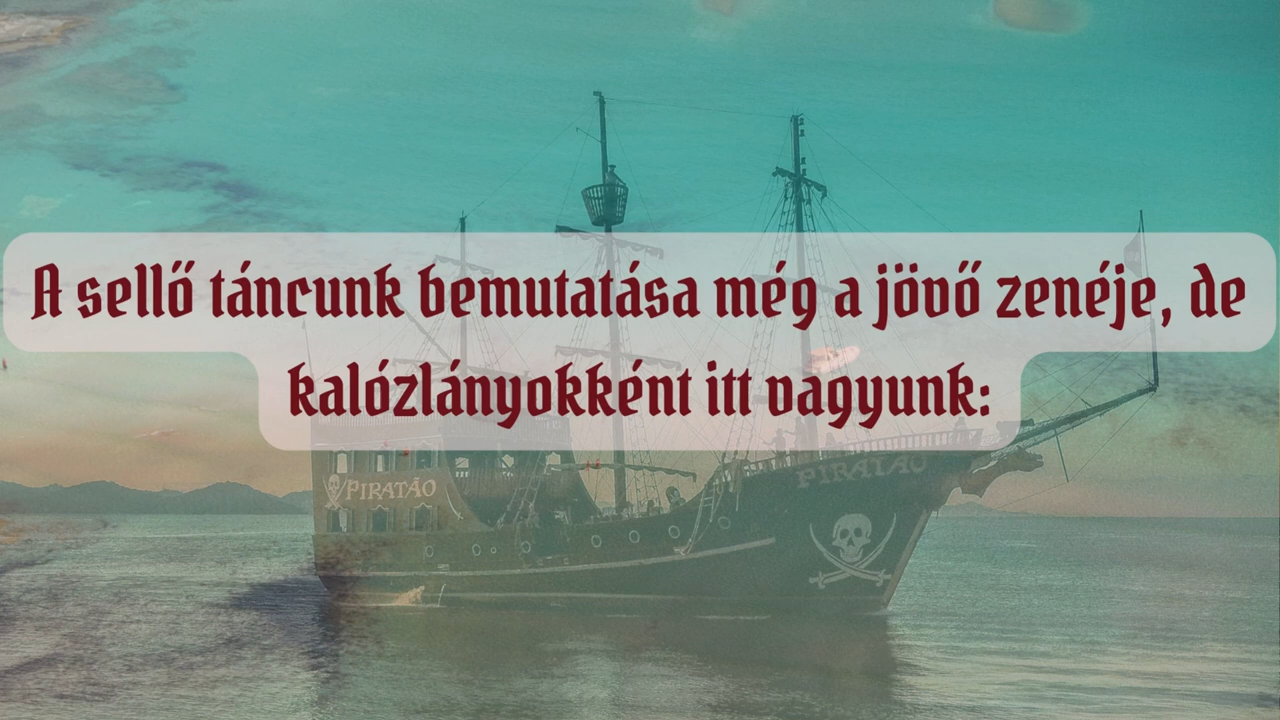 A sellő táncunk bemutatása még a jövő zenéje, de
kalózlányokként itt vagyunk:
PIRATÃO
PIRATÃO